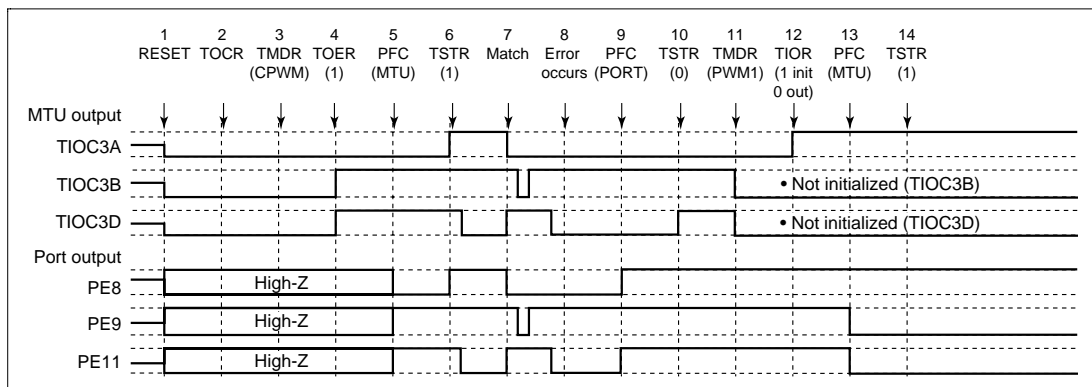 1 2 3 4 5 6 7 8 9 10 11 12 13 14
RESET TOCR TMDR TOER PFC TSTR Match Error PFC TSTR TMDR TIOR PFC TSTR
(CPWM) (1) (MTU) (1) occurs (PORT) (0) (PWM1) (1 init (MTU) (1)
0 out)
MTU output
TIOC3A
TIOC3B • Not initialized (TIOC3B)
TIOC3D • Not initialized (TIOC3D)
Port output
PE8 High-Z
PE9 High-Z
PE11 High-Z